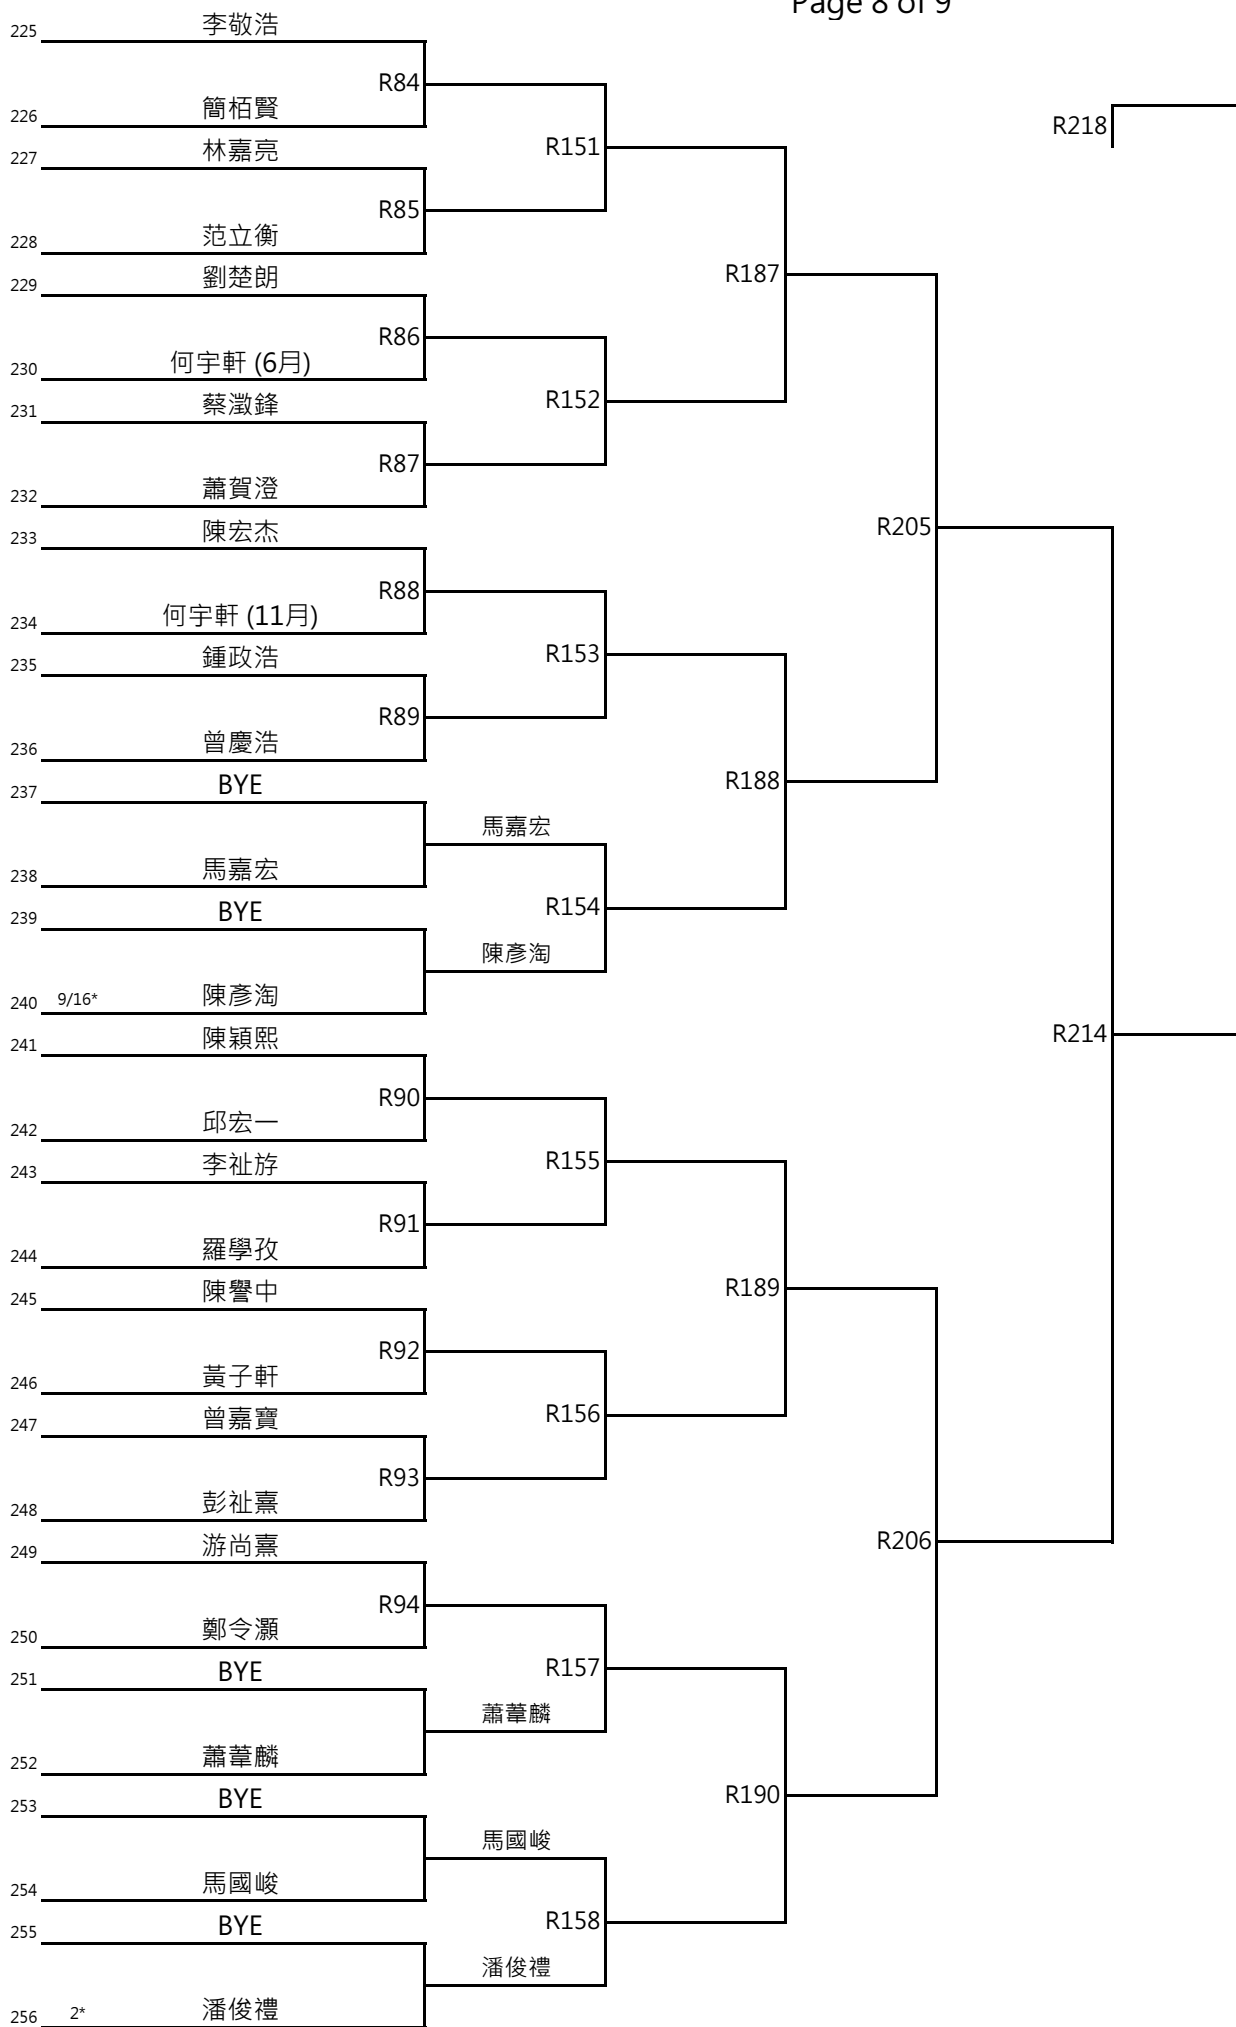 Page 8 of 9
225 李敬浩
R84
226 簡栢賢
R218
227 林嘉亮
R151
R85
228 范立衡
229 劉楚朗
R187
R86
230 何宇軒 (6月)
231 蔡瀓鋒
R152
R87
232 蕭賀澄
233 陳宏杰
R205
R88
234 何宇軒 (11月)
235 鍾政浩
R153
R89
236 曾慶浩
237 BYE
R188
馬嘉宏
238 馬嘉宏
239 BYE
R154
陳彥淘
240 9/16* 陳彥淘
241 陳穎熙
R214
R90
242 邱宏一
243 李祉斿
R155
R91
244 羅學孜
245 陳譽中
R189
R92
246 黃子軒
247 曾嘉寶
R156
R93
248 彭祉熹
249 游尚熹
R206
R94
250 鄭令灝
251 BYE
R157
蕭葦麟
252 蕭葦麟
253 BYE
R190
馬國峻
254 馬國峻
255 BYE
R158
潘俊禮
256 2* 潘俊禮